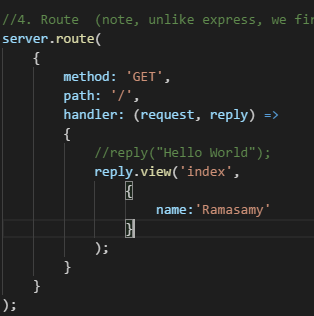 //4. Route  (note, unlike express, we
server.route(
    {
        method: 'GET',
        path: '/',
        handler: (request, reply) =>
        {
            //reply("Hello World");
            reply.view('index',
                {
                    name:'Ramasamy'
                }
            );
        }
    }
);